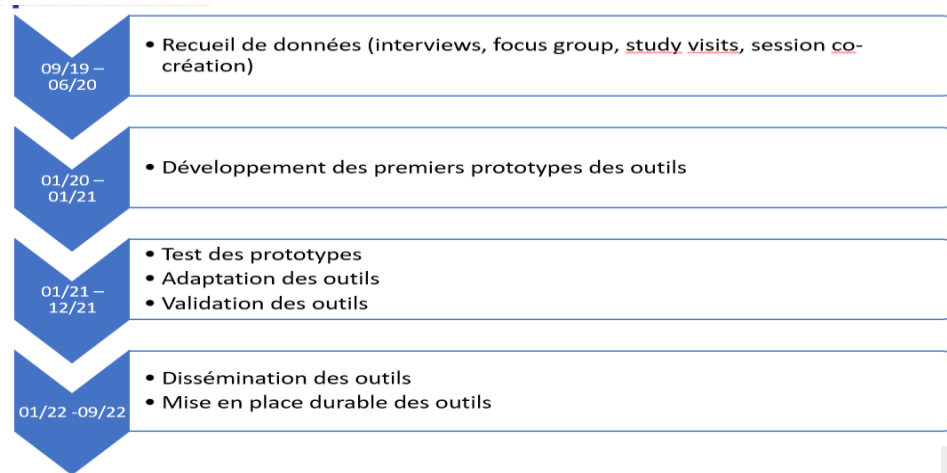 09/19 –
06/20
• Recueil de données (interviews, focus group, study visits, session co-
création)
01/20 –
01/21
• Développement des premiers prototypes des outils
01/21 –
12/21
• Test des prototypes
• Adaptation des outils
• Validation des outils
01/22 -09/22
• Dissémination des outils
• Mise en place durable des outils